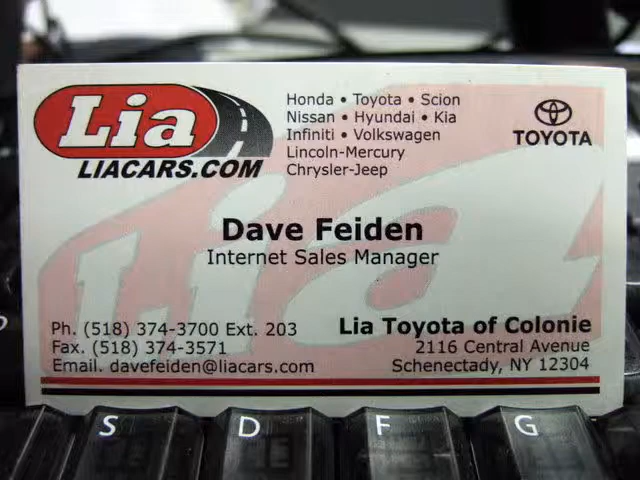 Lia
LIACARS.COM
Honda • Toyota • Scion
Nissan • Hyundai • Kia
Infiniti • Volkswagen
Lincoln-Mercury
Chrysler-Jeep
TOYOTA
Lia
Dave Feiden
Internet Sales Manager
Ph. (518) 374-3700 Ext. 203
Fax. (518) 374-3571
Email. davefeiden@liacars.com
Lia Toyota of Colonie
2116 Central Avenue
Schenectady, NY 12304
S D F G